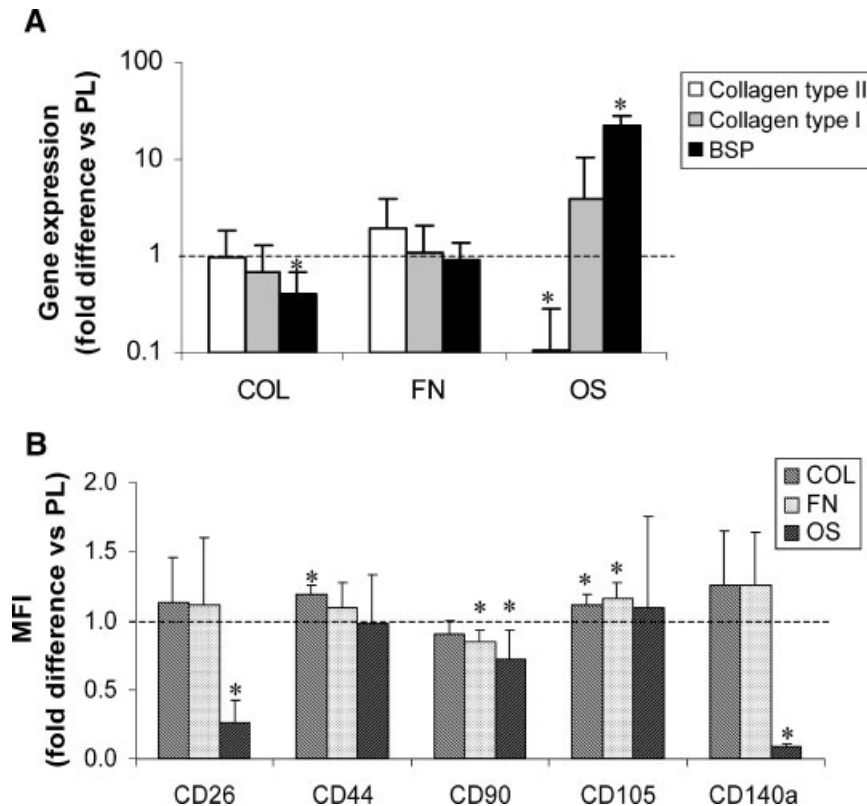 A
Gene expression
(fold difference vs PL)
100
10
1
0.1
*
*
*
COL FN OS
Collagen type II
Collagen type I
BSP
B
MFI
(fold difference vs PL)
2.0
1.5
1.0
0.5
0.0
*
*
*
*
*
*
*
CD26 CD44 CD90 CD105 CD140a
COL
FN
OS